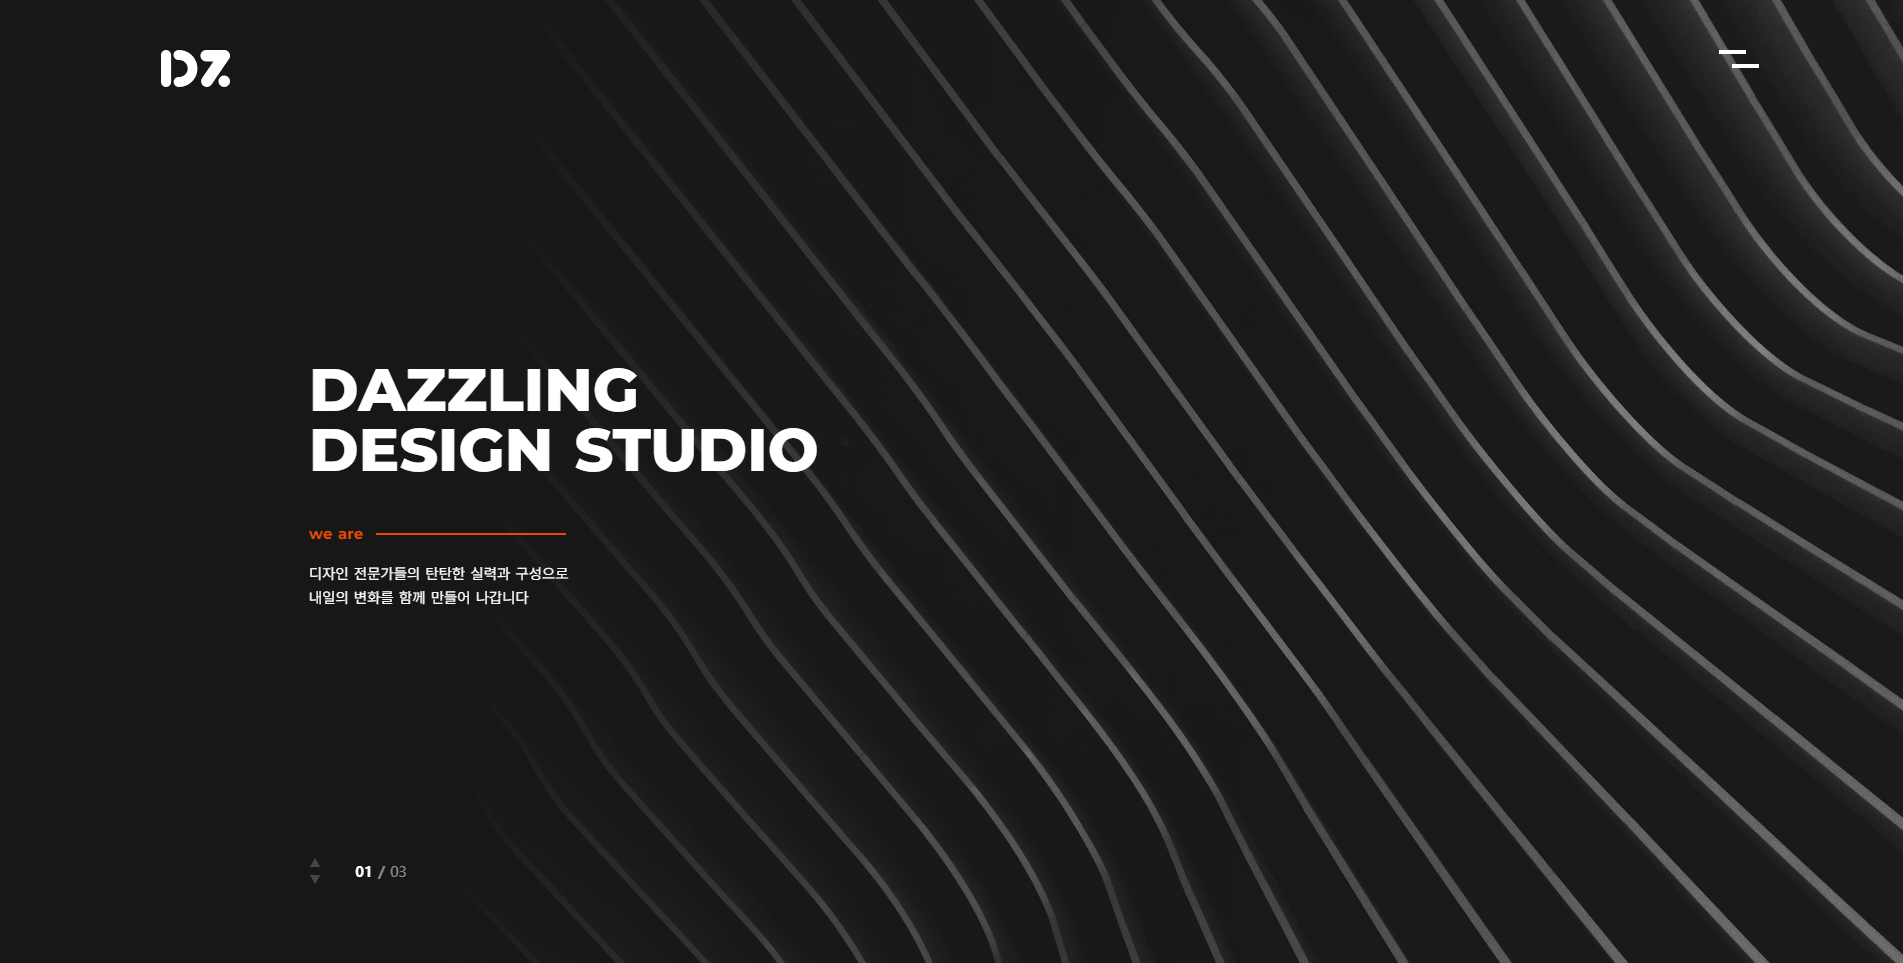 DZ
DAZZLING
DESIGN STUDIO
we are
디자인 전문가들의 탄탄한 실력과 구성으로
내일의 변화를 함께 만들어 나갑니다
01 / 03